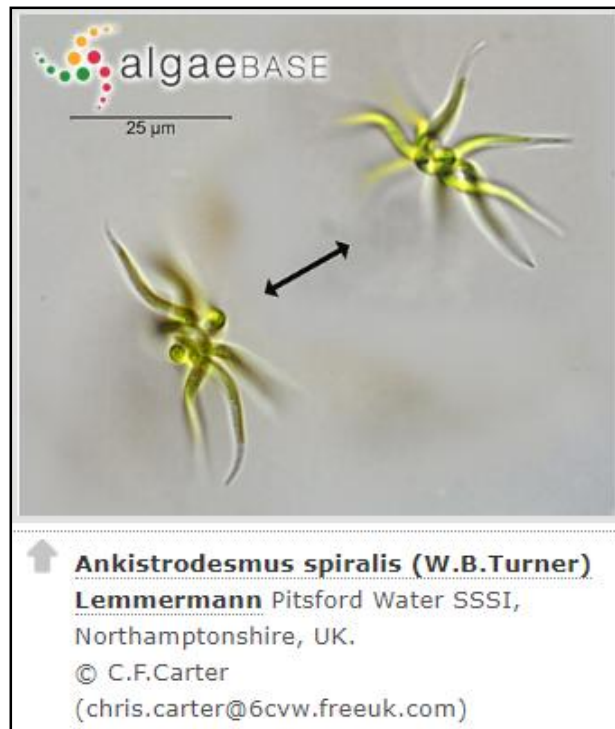 algaeBASE
25 µm
Ankistrodesmus spiralis (W.B.Turner)
Lemmermann Pitsford Water SSSI,
Northamptonshire, UK.
© C.F.Carter
(chris.carter@6cvw.freeuk.com)